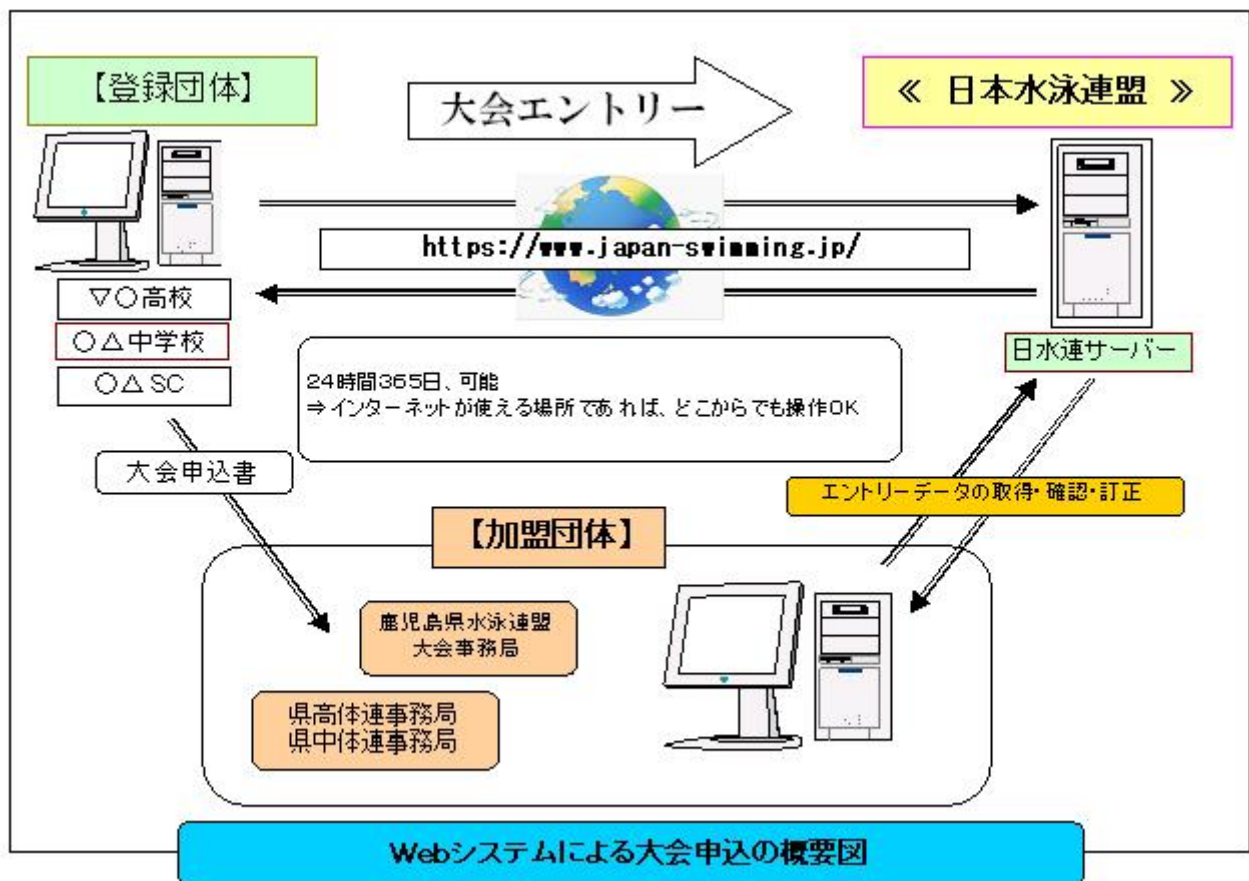 【登録団体】
大会エントリー
≪ 日本水泳連盟 ≫
https://www.japan-swimming.jp/
▽○高校
○△中学校
○△SC
日水連サーバー
24時間365日、可能
⇒インターネットが使える場所であれば、どこからでも操作OK
大会申込書
エントリーデータの取得・確認・訂正
【加盟団体】
鹿児島県水泳連盟
大会事務局
県高体連事務局
県中体連事務局
Webシステムによる大会申込の概要図